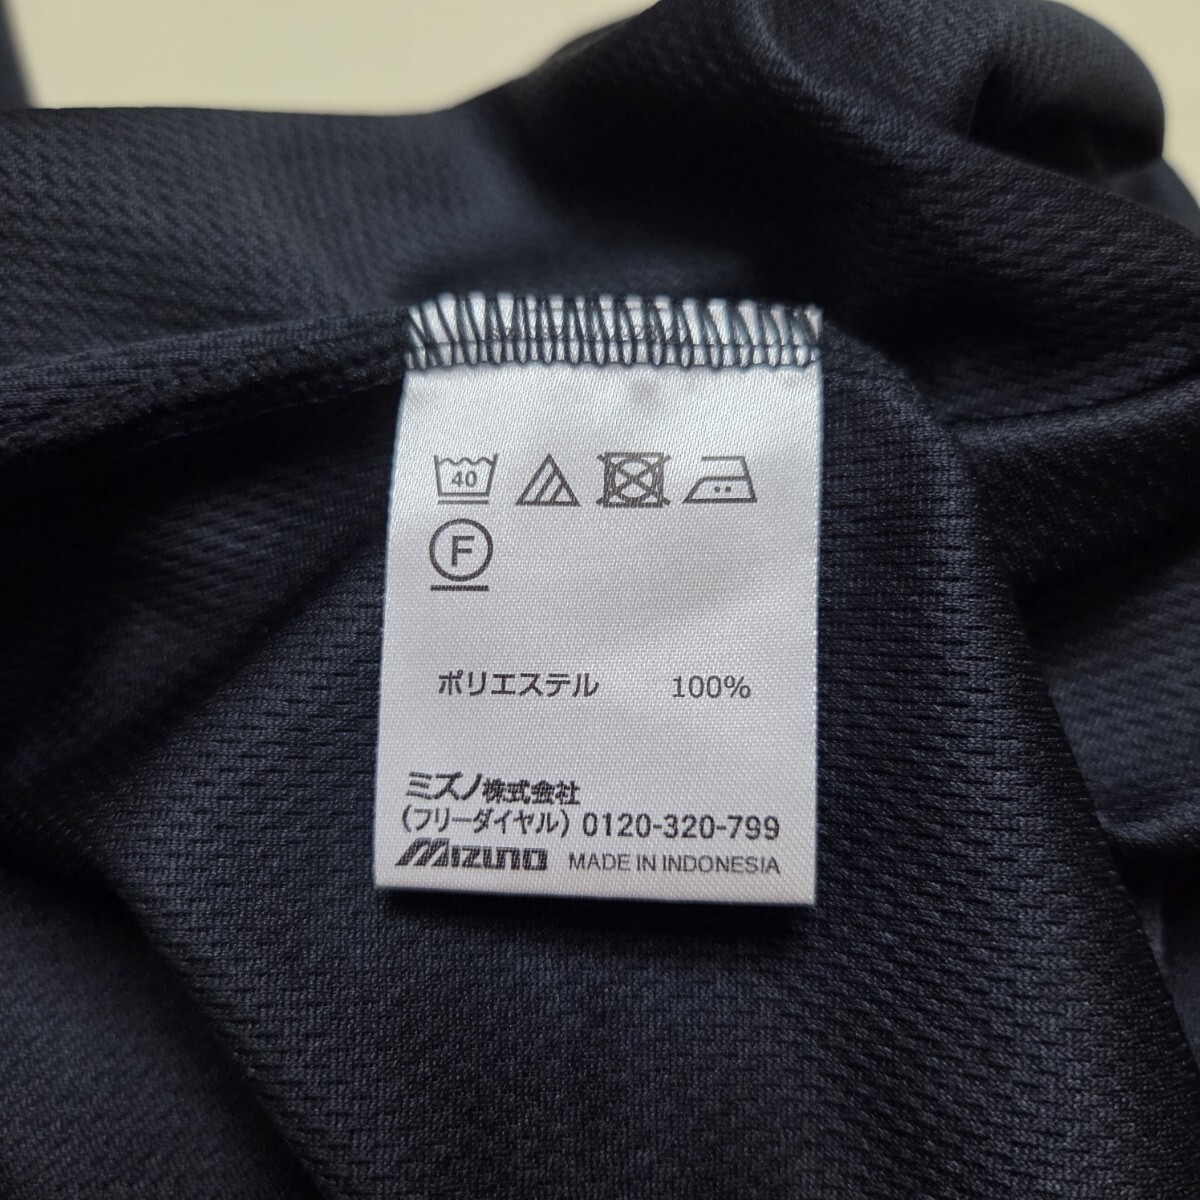 40
F
ポリエステル 100%
ミズノ株式会社
(フリーダイヤル) 0120-320-799
MIZUNO MADE IN INDONESIA